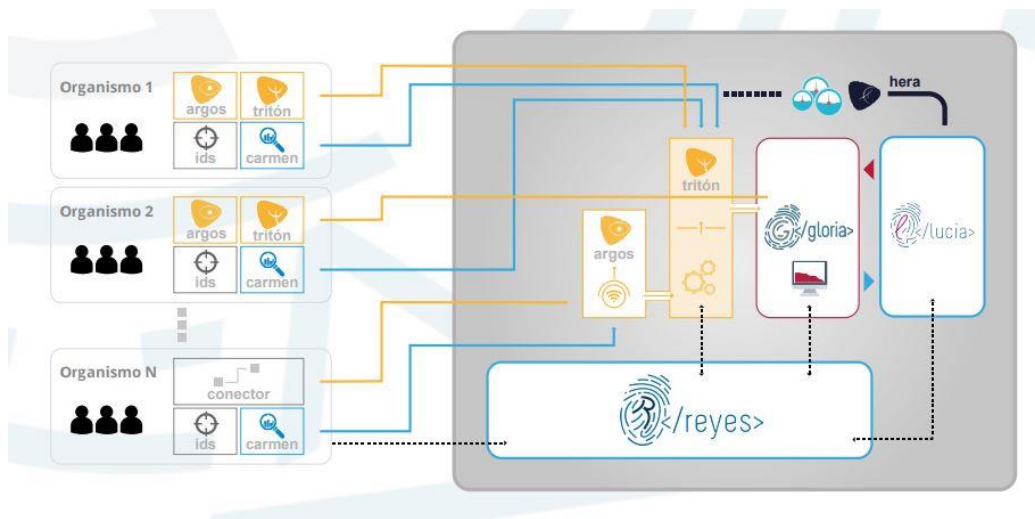 Organismo 1
argos
tritón
ids
carmen
Organismo 2
argos
tritón
ids
carmen
Organismo N
conector
ids
carmen
hera
tritón
argos
G</gloria>
</lucia>
R</reyes>